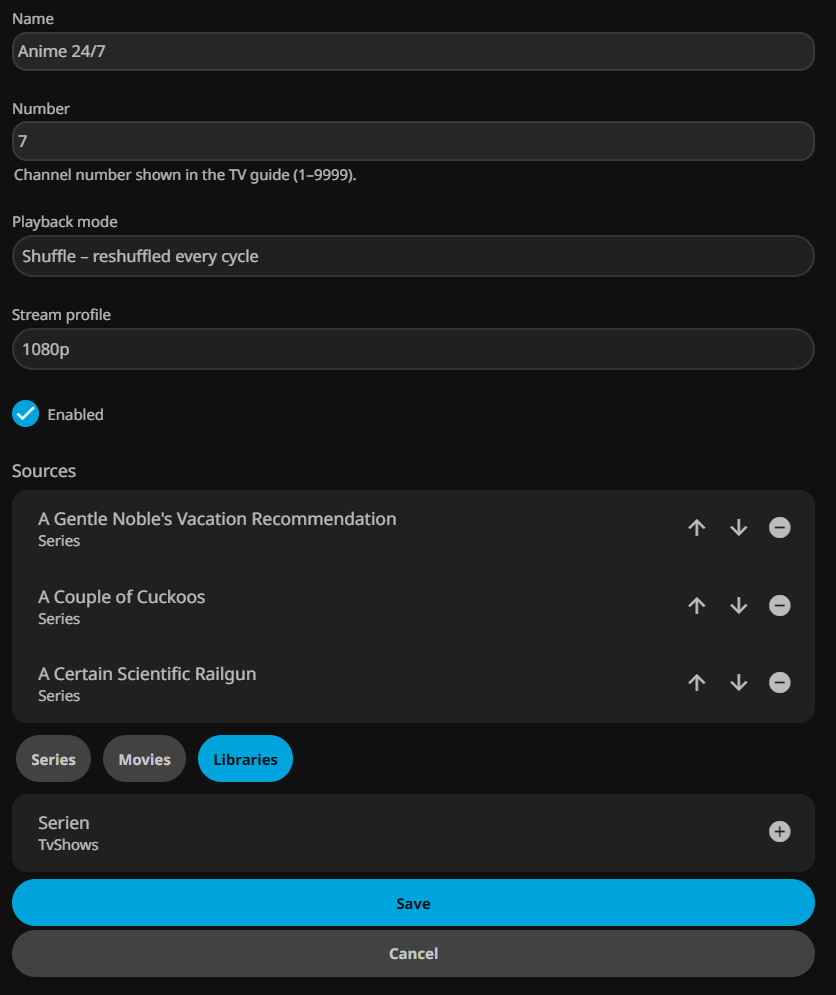 Name
Anime 24/7
Number
7
Channel number shown in the TV guide (1–9999).
Playback mode
Shuffle – reshuffled every cycle
Stream profile
1080p
Enabled
Sources
A Gentle Noble's Vacation Recommendation
Series
A Couple of Cuckoos
Series
A Certain Scientific Railgun
Series
Series Movies Libraries
Serien
TvShows
Save
Cancel